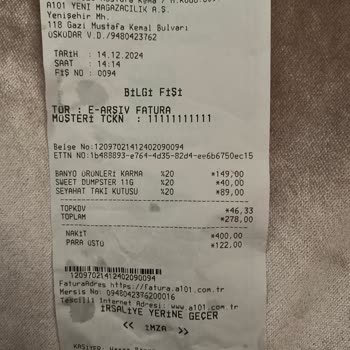 A101 YENİ MAĞAZACILIK A.Ş.
Yenişehir Mh.
118 Gazi Mustafa Kemal Bulvarı
ÜSKÜDAR V.D./9480423762
TARİH : 14.12.2024
SAAT : 14:14
FİŞ NO : 0094
BİLGİ FİŞİ
TÜR : E-ARŞİV FATURA
MÜŞTERİ TCKN : 11111111111
Belge No:12097021412402090094
ETTN NO:1b488893-e764-4d35-82d4-ee6b6750ec15
BANYO ÜRÜNLERİ KARMA %20 *149,00
SWEET DUMPSTER 11G %20 *40,00
SEYAHAT TAKI KUTUSU %20 *89,00
TOPKDV *46,33
TOPLAM *278,00
NAKİT *400,00
PARA ÜSTÜ *122,00
12097021412402090094
FaturaAdres https://fatura.a101.com.tr
Mersis No: 0948042376200016
Tescilli İnternet Adresi: www.a101.com.tr
İRSALİYE YERİNE GEÇER
<< İMZA >>